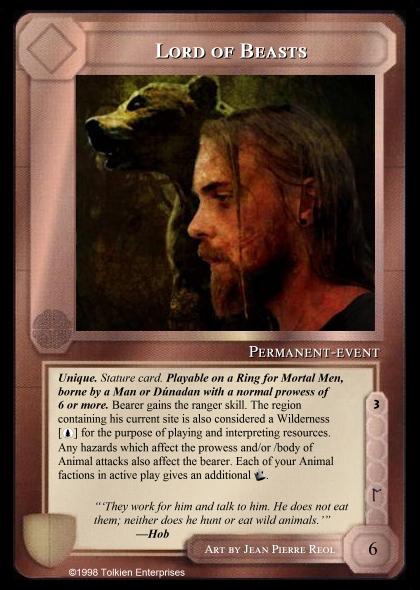 LORD OF BEASTS
PERMANENT-EVENT
Unique. Stature card. Playable on a Ring for Mortal Men,
borne by a Man or Dúnadan with a normal prowess of
6 or more. Bearer gains the ranger skill. The region
containing his current site is also considered a Wilderness
[ ] for the purpose of playing and interpreting resources.
Any hazards which affect the prowess and/or /body of
Animal attacks also affect the bearer. Each of your Animal
factions in active play gives an additional .
3
“‘They work for him and talk to him. He does not eat
them; neither does he hunt or eat wild animals.’”
—Hob
ART BY JEAN PIERRE REOL
6
©1998 Tolkien Enterprises